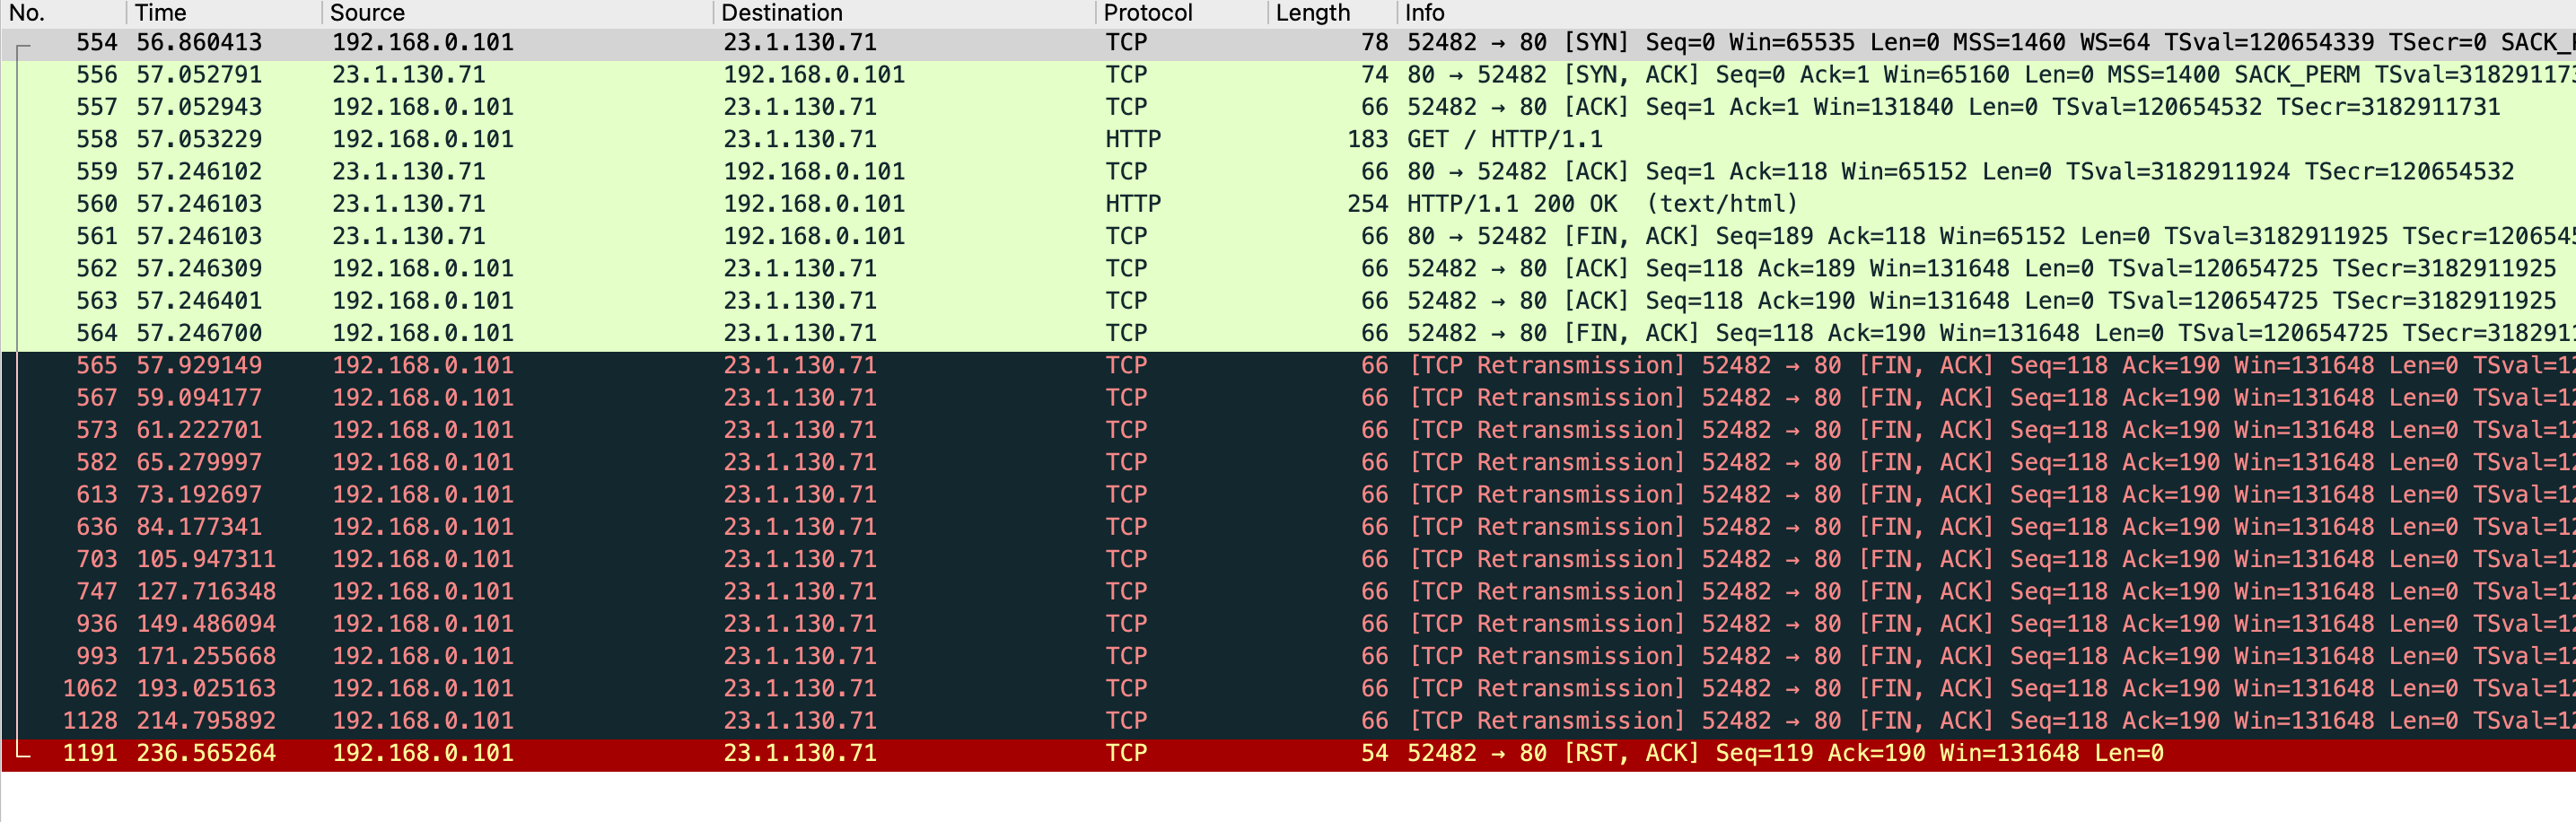 No. Time Source Destination Protocol Length Info
554 56.860413 192.168.0.101 23.1.130.71 TCP 78 52482 → 80 [SYN] Seq=0 Win=65535 Len=0 MSS=1460 WS=64 TSval=120654339 TSecr=0 SACK_
556 57.052791 23.1.130.71 192.168.0.101 TCP 74 80 → 52482 [SYN, ACK] Seq=0 Ack=1 Win=65160 Len=0 MSS=1400 SACK_PERM TSval=318291173
557 57.052943 192.168.0.101 23.1.130.71 TCP 66 52482 → 80 [ACK] Seq=1 Ack=1 Win=131840 Len=0 TSval=120654532 TSecr=3182911731
558 57.053229 192.168.0.101 23.1.130.71 HTTP 183 GET / HTTP/1.1
559 57.246102 23.1.130.71 192.168.0.101 TCP 66 80 → 52482 [ACK] Seq=1 Ack=118 Win=65152 Len=0 TSval=3182911924 TSecr=120654532
560 57.246103 23.1.130.71 192.168.0.101 HTTP 254 HTTP/1.1 200 OK (text/html)
561 57.246103 23.1.130.71 192.168.0.101 TCP 66 80 → 52482 [FIN, ACK] Seq=189 Ack=118 Win=65152 Len=0 TSval=3182911925 TSecr=1206545
562 57.246309 192.168.0.101 23.1.130.71 TCP 66 52482 → 80 [ACK] Seq=118 Ack=189 Win=131648 Len=0 TSval=120654725 TSecr=3182911925
563 57.246401 192.168.0.101 23.1.130.71 TCP 66 52482 → 80 [ACK] Seq=118 Ack=190 Win=131648 Len=0 TSval=120654725 TSecr=3182911925
564 57.246700 192.168.0.101 23.1.130.71 TCP 66 52482 → 80 [FIN, ACK] Seq=118 Ack=190 Win=131648 Len=0 TSval=120654725 TSecr=318291
565 57.929149 192.168.0.101 23.1.130.71 TCP 66 [TCP Retransmission] 52482 → 80 [FIN, ACK] Seq=118 Ack=190 Win=131648 Len=0 TSval=12
567 59.094177 192.168.0.101 23.1.130.71 TCP 66 [TCP Retransmission] 52482 → 80 [FIN, ACK] Seq=118 Ack=190 Win=131648 Len=0 TSval=12
573 61.222701 192.168.0.101 23.1.130.71 TCP 66 [TCP Retransmission] 52482 → 80 [FIN, ACK] Seq=118 Ack=190 Win=131648 Len=0 TSval=12
582 65.279997 192.168.0.101 23.1.130.71 TCP 66 [TCP Retransmission] 52482 → 80 [FIN, ACK] Seq=118 Ack=190 Win=131648 Len=0 TSval=12
613 73.192697 192.168.0.101 23.1.130.71 TCP 66 [TCP Retransmission] 52482 → 80 [FIN, ACK] Seq=118 Ack=190 Win=131648 Len=0 TSval=12
636 84.177341 192.168.0.101 23.1.130.71 TCP 66 [TCP Retransmission] 52482 → 80 [FIN, ACK] Seq=118 Ack=190 Win=131648 Len=0 TSval=12
703 105.947311 192.168.0.101 23.1.130.71 TCP 66 [TCP Retransmission] 52482 → 80 [FIN, ACK] Seq=118 Ack=190 Win=131648 Len=0 TSval=12
747 127.716348 192.168.0.101 23.1.130.71 TCP 66 [TCP Retransmission] 52482 → 80 [FIN, ACK] Seq=118 Ack=190 Win=131648 Len=0 TSval=12
936 149.486094 192.168.0.101 23.1.130.71 TCP 66 [TCP Retransmission] 52482 → 80 [FIN, ACK] Seq=118 Ack=190 Win=131648 Len=0 TSval=12
993 171.255668 192.168.0.101 23.1.130.71 TCP 66 [TCP Retransmission] 52482 → 80 [FIN, ACK] Seq=118 Ack=190 Win=131648 Len=0 TSval=12
1062 193.025163 192.168.0.101 23.1.130.71 TCP 66 [TCP Retransmission] 52482 → 80 [FIN, ACK] Seq=118 Ack=190 Win=131648 Len=0 TSval=12
1128 214.795892 192.168.0.101 23.1.130.71 TCP 66 [TCP Retransmission] 52482 → 80 [FIN, ACK] Seq=118 Ack=190 Win=131648 Len=0 TSval=12
1191 236.565264 192.168.0.101 23.1.130.71 TCP 54 52482 → 80 [RST, ACK] Seq=119 Ack=190 Win=131648 Len=0